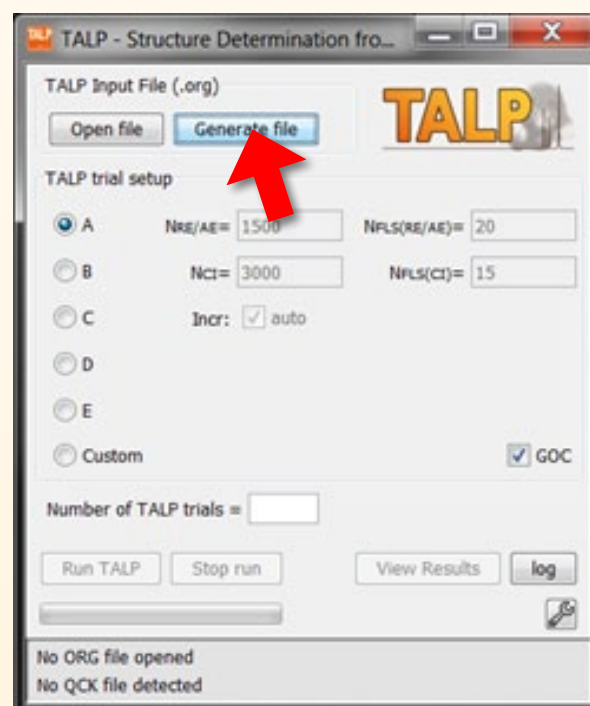 TALP - Structure Determination fro...
TALP Input File (.org)
Open file Generate file
TALP
TALP trial setup
A NRE/AE= 1500 NFLS(RE/AE)= 20
B NCI= 3000 NFLS(CI)= 15
C Incr: auto
D
E
Custom GOC
Number of TALP trials =
Run TALP Stop run View Results log
No ORG file opened
No QCK file detected